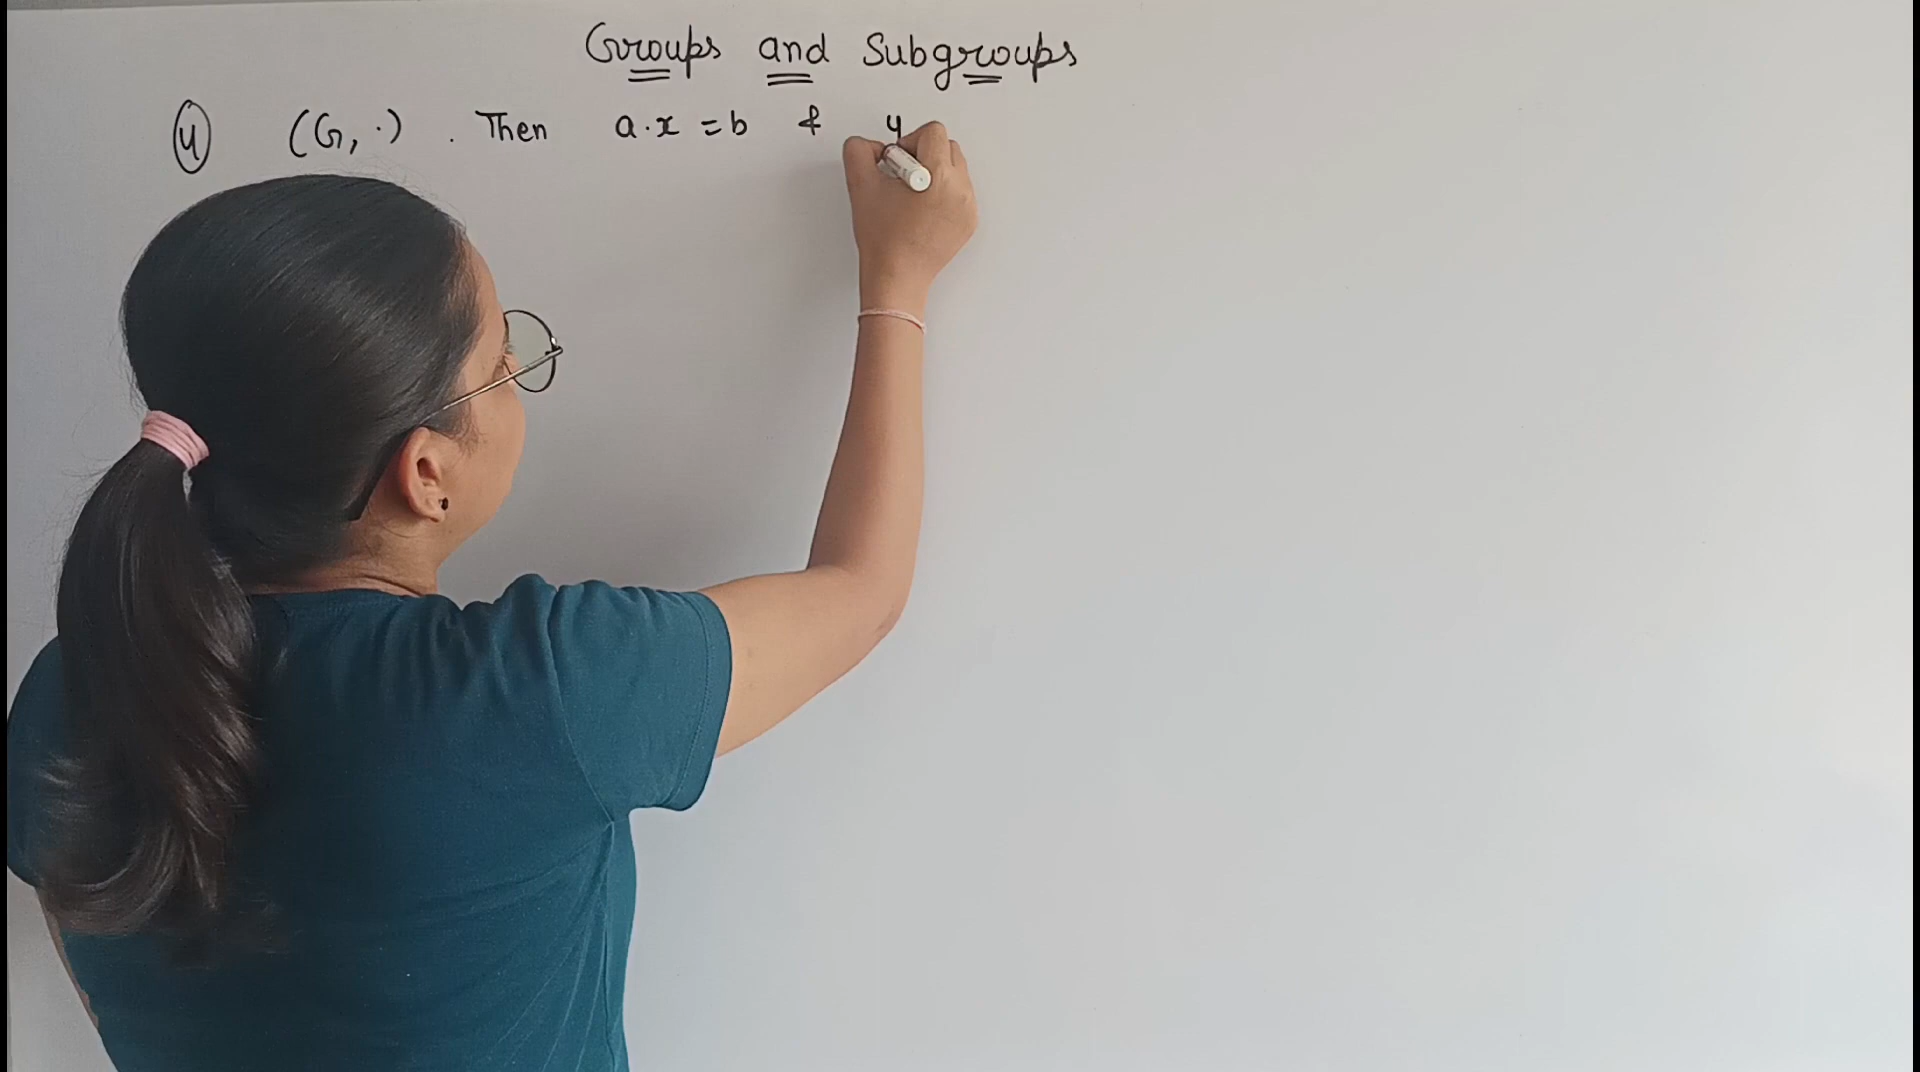 Groups and Subgroups
4 (G, ·) . Then a·x = b & y